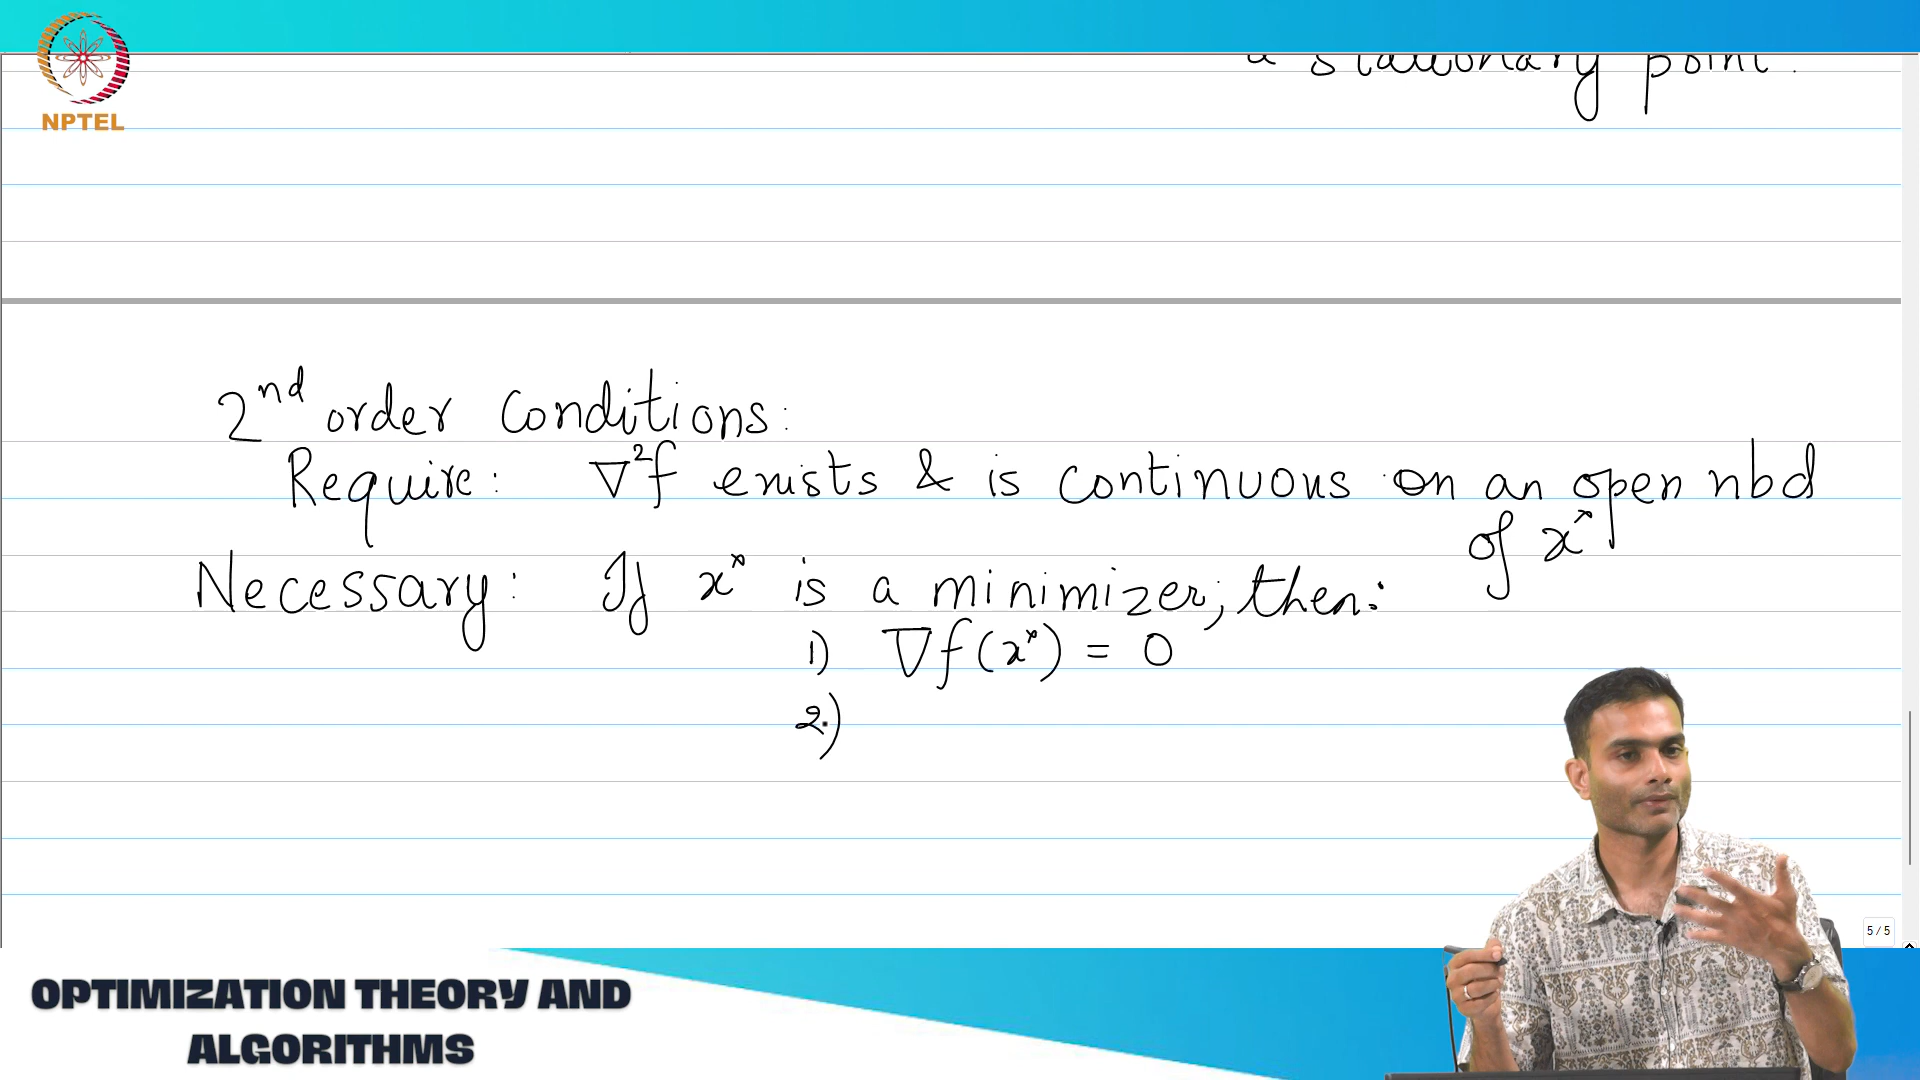 a stationary point.
NPTEL
2nd order conditions:
Require: ∇²f exists & is continuous on an open nbd
of x*
Necessary: If x* is a minimizer, then:
1) ∇f(x*) = 0
2)
5/5
OPTIMIZATION THEORY AND
ALGORITHMS